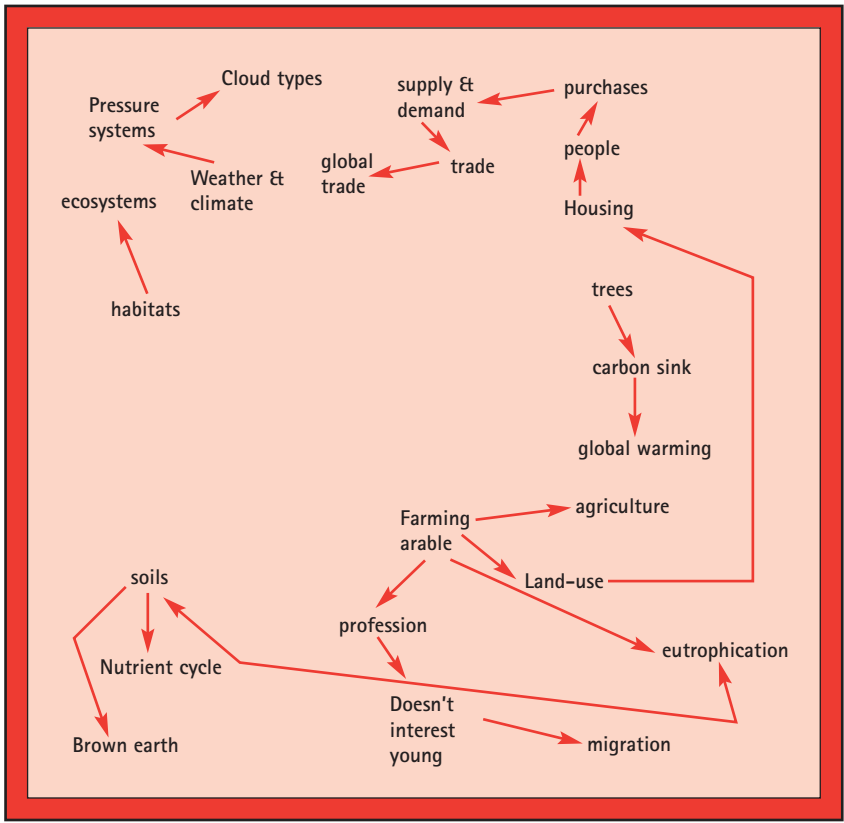 Cloud types
Pressure
systems
Weather &
climate
ecosystems
habitats
supply &
demand
purchases
people
trade
global
trade
Housing
trees
carbon sink
global warming
Farming
arable
agriculture
Land-use
profession
eutrophication
soils
Nutrient cycle
Brown earth
Doesn't
interest
young
migration